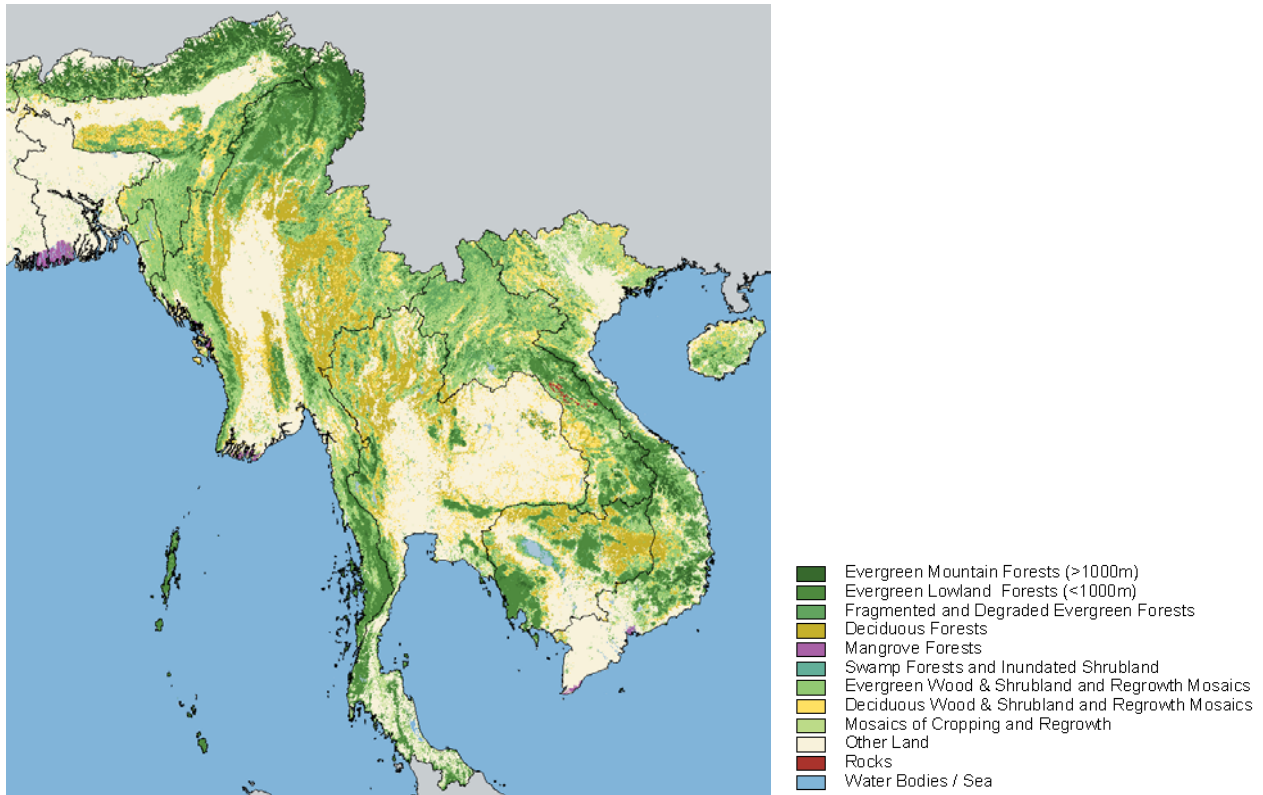 Evergreen Mountain Forests (>1000m)
Evergreen Lowland Forests (<1000m)
Fragmented and Degraded Evergreen Forests
Deciduous Forests
Mangrove Forests
Swamp Forests and Inundated Shrubland
Evergreen Wood & Shrubland and Regrowth Mosaics
Deciduous Wood & Shrubland and Regrowth Mosaics
Mosaics of Cropping and Regrowth
Other Land
Rocks
Water Bodies / Sea